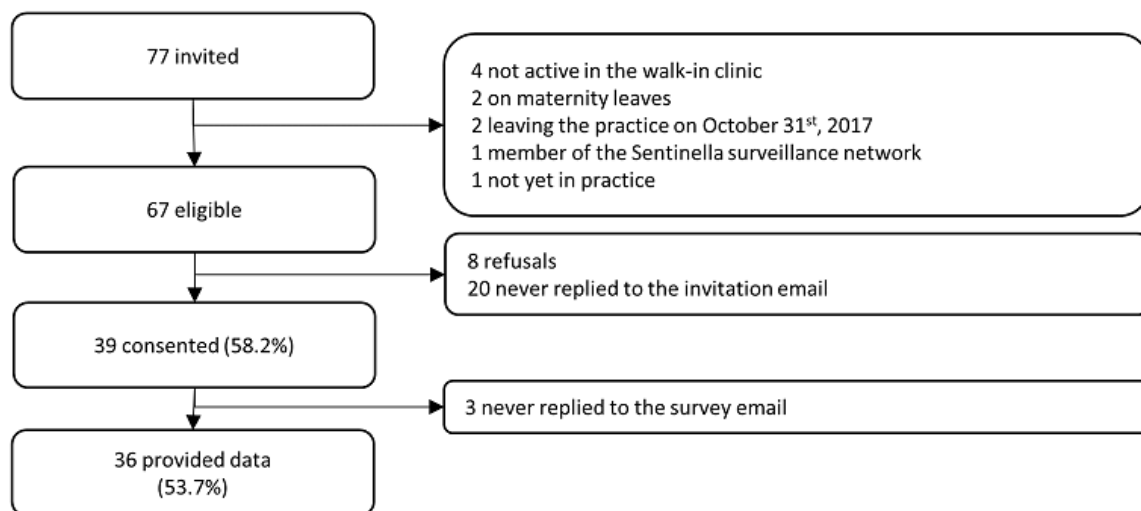 77 invited
4 not active in the walk-in clinic
2 on maternity leaves
2 leaving the practice on October 31st, 2017
1 member of the Sentinella surveillance network
1 not yet in practice
67 eligible
8 refusals
20 never replied to the invitation email
39 consented (58.2%)
3 never replied to the survey email
36 provided data
(53.7%)